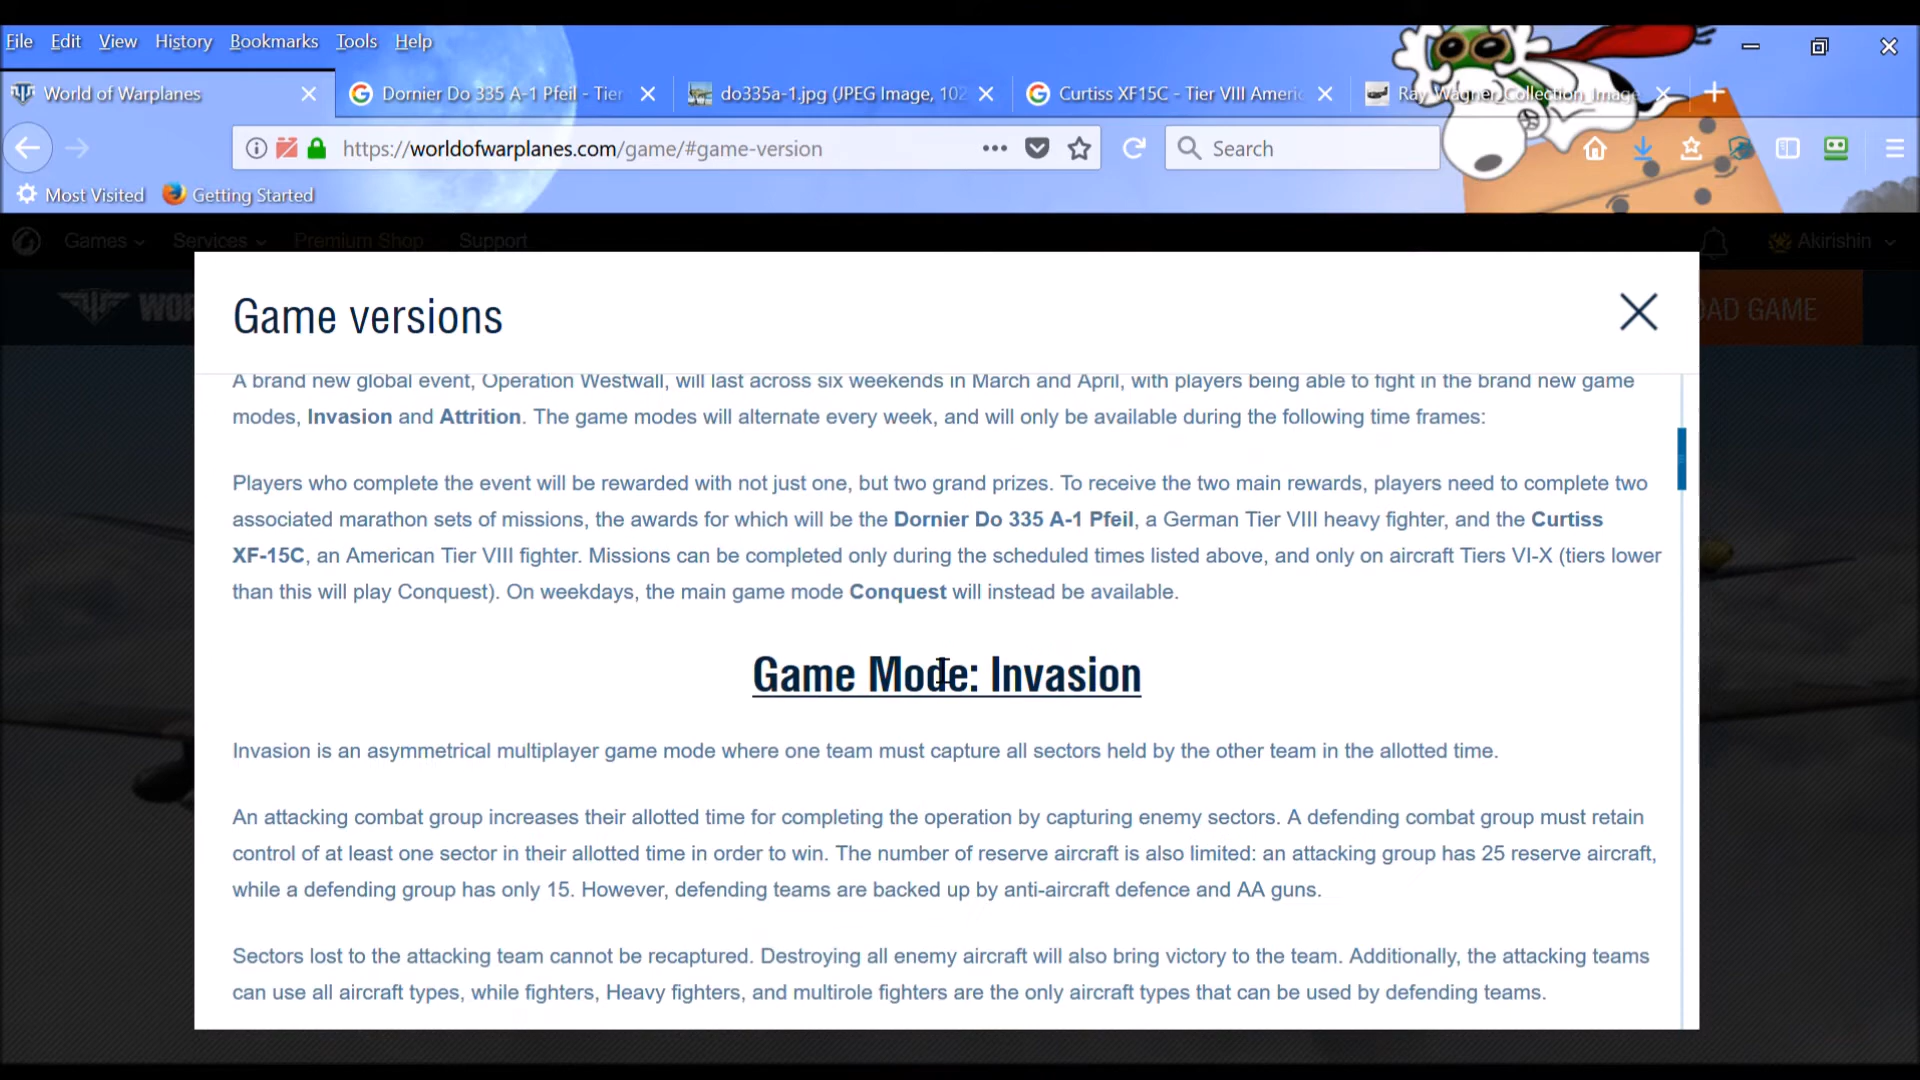 File Edit View History Bookmarks Tools Help
World of Warplanes
Dornier Do 335 A-1 Pfeil - Tier
do335a-1.jpg (JPEG Image, 102
Curtiss XF15C - Tier VIII Americ
Ray_Wagner_Collection_Image
https://worldofwarplanes.com/game/#game-version
Search
Most Visited Getting Started
Games Services Premium Shop Support
Akirishin
WOR
OAD GAME
Game versions
A brand new global event, Operation Westwall, will last across six weekends in March and April, with players being able to fight in the brand new game
modes, Invasion and Attrition. The game modes will alternate every week, and will only be available during the following time frames:
Players who complete the event will be rewarded with not just one, but two grand prizes. To receive the two main rewards, players need to complete two
associated marathon sets of missions, the awards for which will be the Dornier Do 335 A-1 Pfeil, a German Tier VIII heavy fighter, and the Curtiss
XF-15C, an American Tier VIII fighter. Missions can be completed only during the scheduled times listed above, and only on aircraft Tiers VI-X (tiers lower
than this will play Conquest). On weekdays, the main game mode Conquest will instead be available.
Game Mode: Invasion
Invasion is an asymmetrical multiplayer game mode where one team must capture all sectors held by the other team in the allotted time.
An attacking combat group increases their allotted time for completing the operation by capturing enemy sectors. A defending combat group must retain
control of at least one sector in their allotted time in order to win. The number of reserve aircraft is also limited: an attacking group has 25 reserve aircraft,
while a defending group has only 15. However, defending teams are backed up by anti-aircraft defence and AA guns.
Sectors lost to the attacking team cannot be recaptured. Destroying all enemy aircraft will also bring victory to the team. Additionally, the attacking teams
can use all aircraft types, while fighters, Heavy fighters, and multirole fighters are the only aircraft types that can be used by defending teams.